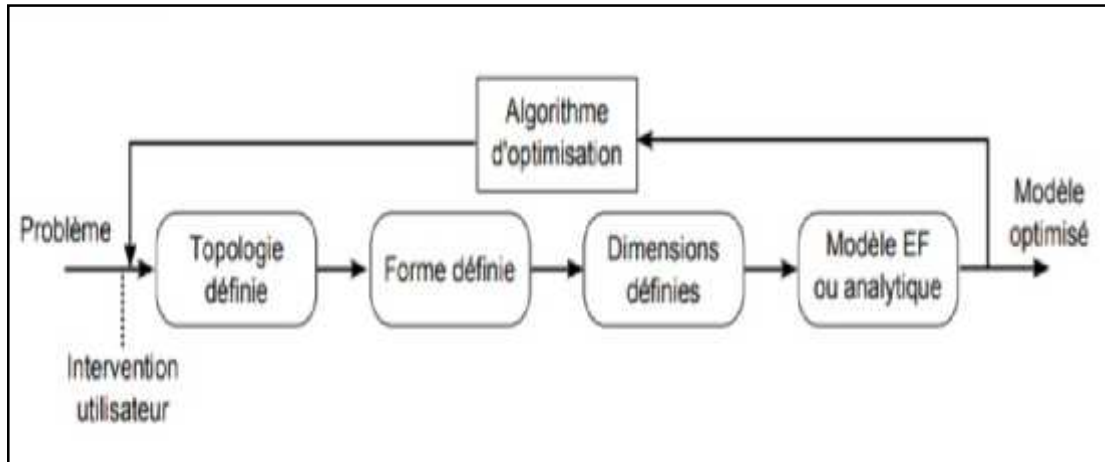 Algorithme
d'optimisation
Problème
Topologie
définie
Forme définie
Dimensions
définies
Modèle EF
ou analytique
Modèle
optimisé
Intervention
utilisateur